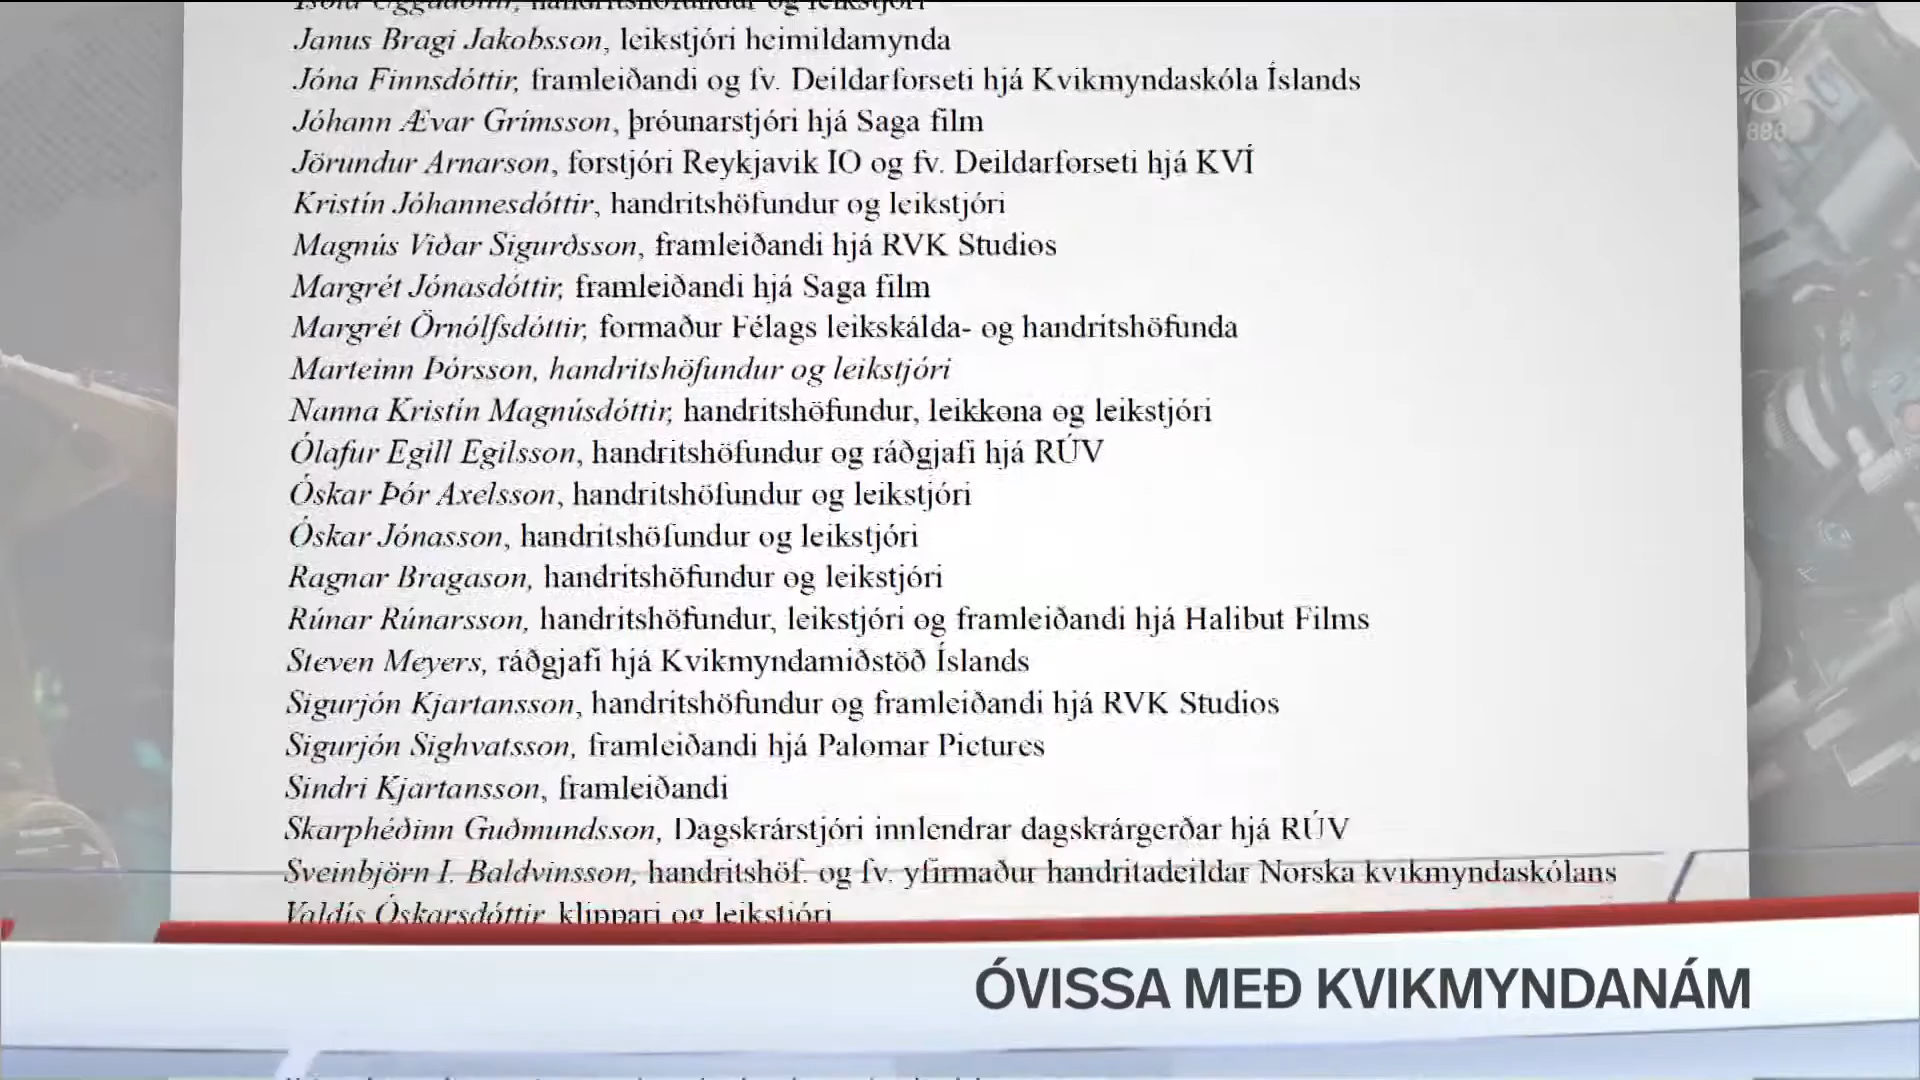 Ísold Uggadóttir, handritshöfundur og leikstjóri
Janus Bragi Jakobsson, leikstjóri heimildamynda
Jóna Finnsdóttir, framleiðandi og fv. Deildarforseti hjá Kvikmyndaskóla Íslands
Jóhann Ævar Grímsson, þróunarstjóri hjá Saga film
Jörundur Arnarson, forstjóri Reykjavik IO og fv. Deildarforseti hjá KVÍ
Kristín Jóhannesdóttir, handritshöfundur og leikstjóri
Magnús Viðar Sigurðsson, framleiðandi hjá RVK Studios
Margrét Jónasdóttir, framleiðandi hjá Saga film
Margrét Örnólfsdóttir, formaður Félags leikskálda- og handritshöfunda
Marteinn Þórsson, handritshöfundur og leikstjóri
Nanna Kristín Magnúsdóttir, handritshöfundur, leikkona og leikstjóri
Ólafur Egill Egilsson, handritshöfundur og ráðgjafi hjá RÚV
Óskar Þór Axelsson, handritshöfundur og leikstjóri
Óskar Jónasson, handritshöfundur og leikstjóri
Ragnar Bragason, handritshöfundur og leikstjóri
Rúnar Rúnarsson, handritshöfundur, leikstjóri og framleiðandi hjá Halibut Films
Steven Meyers, ráðgjafi hjá Kvikmyndamiðstöð Íslands
Sigurjón Kjartansson, handritshöfundur og framleiðandi hjá RVK Studios
Sigurjón Sighvatsson, framleiðandi hjá Palomar Pictures
Sindri Kjartansson, framleiðandi
Skarphéðinn Guðmundsson, Dagskrárstjóri innlendrar dagskrárgerðar hjá RÚV
Sveinbjörn I. Baldvinsson, handritshöf. og fv. yfirmaður handritadeildar Norska kvikmyndaskólans
Valdís Óskarsdóttir, klippari og leikstjóri
888
ÓVISSA MEÐ KVIKMYNDANÁM